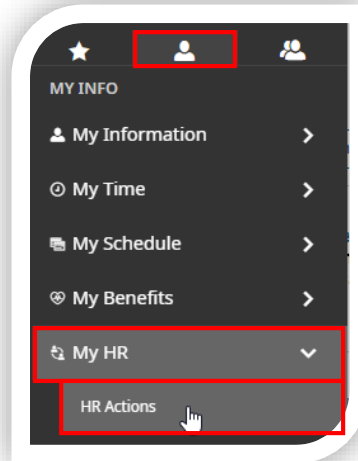 MY INFO
My Information
My Time
My Schedule
My Benefits
My HR
HR Actions